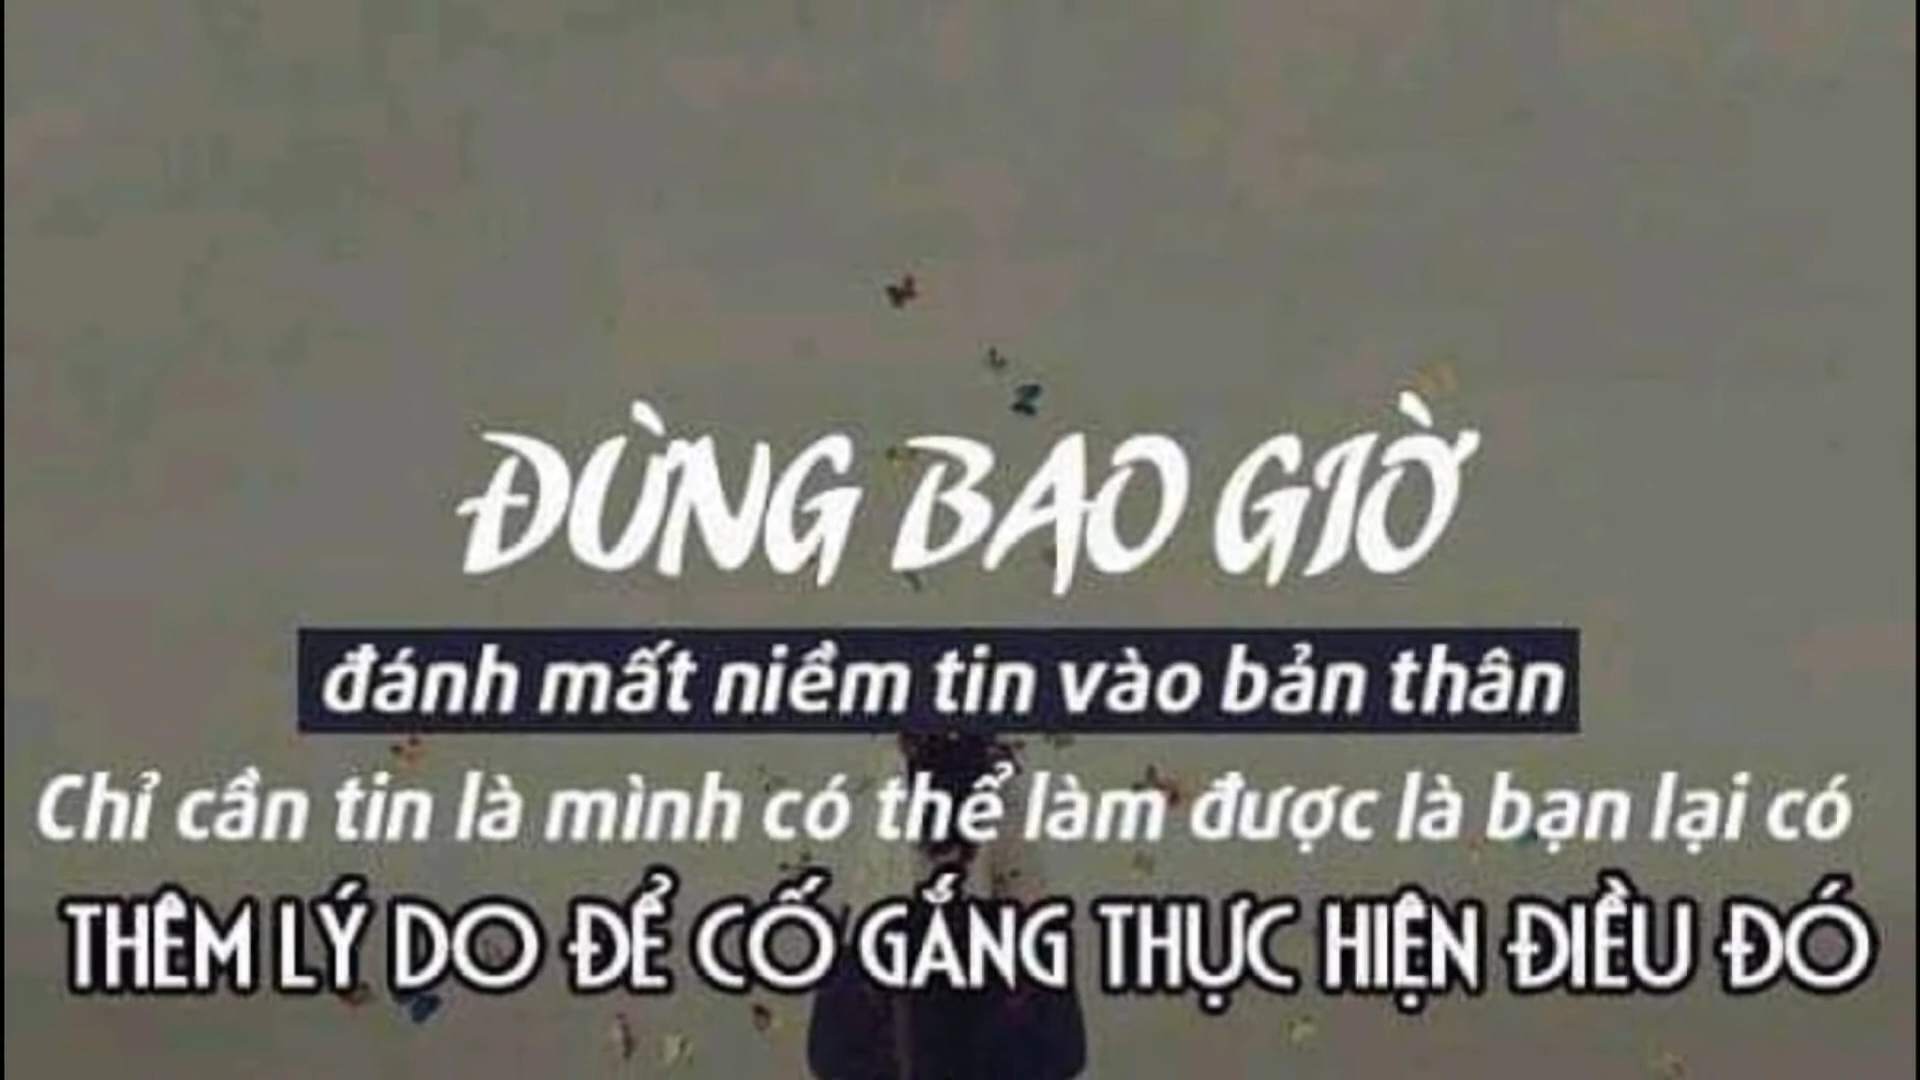 ĐỪNG BAO GIỜ
đánh mất niềm tin vào bản thân
Chỉ cần tin là mình có thể làm được là bạn lại có
THÊM LÝ DO ĐỂ CỐ GẮNG THỰC HIỆN ĐIỀU ĐÓ